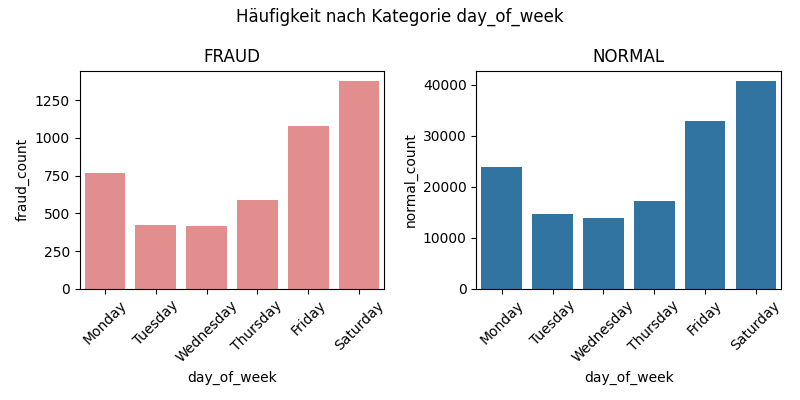 Häufigkeit nach Kategorie day_of_week
FRAUD
fraud_count
1250
1000
750
500
250
0
Monday
Tuesday
Wednesday
Thursday
Friday
Saturday
day_of_week
NORMAL
normal_count
40000
30000
20000
10000
0
Monday
Tuesday
Wednesday
Thursday
Friday
Saturday
day_of_week